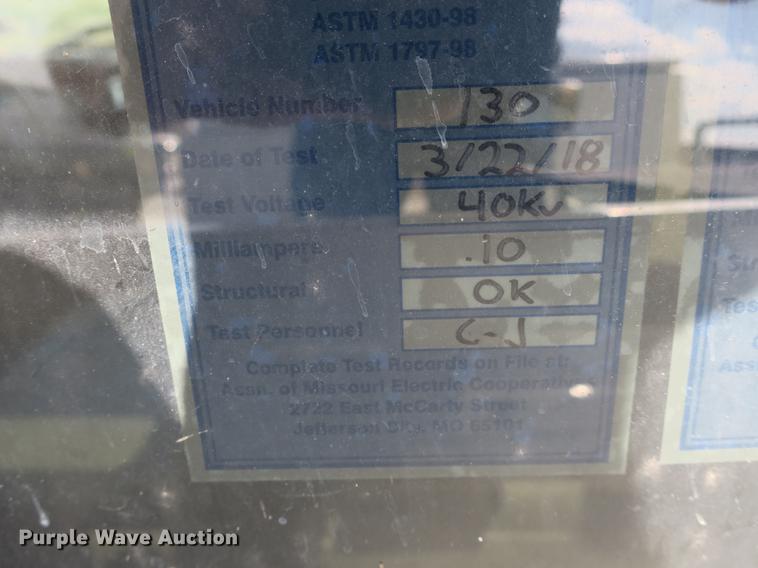 ASTM 1430-98
ASTM 1797-98
Vehicle Number 130
Date of Test 3/22/18
Test Voltage 40KV
Milliampers .10
Structural OK
Test Personnel C-J
Complete Test Records on File at:
Assn. of Missouri Electric Cooperatives
2722 East McCarty Street
Jefferson City, MO 65101
Purple Wave Auction